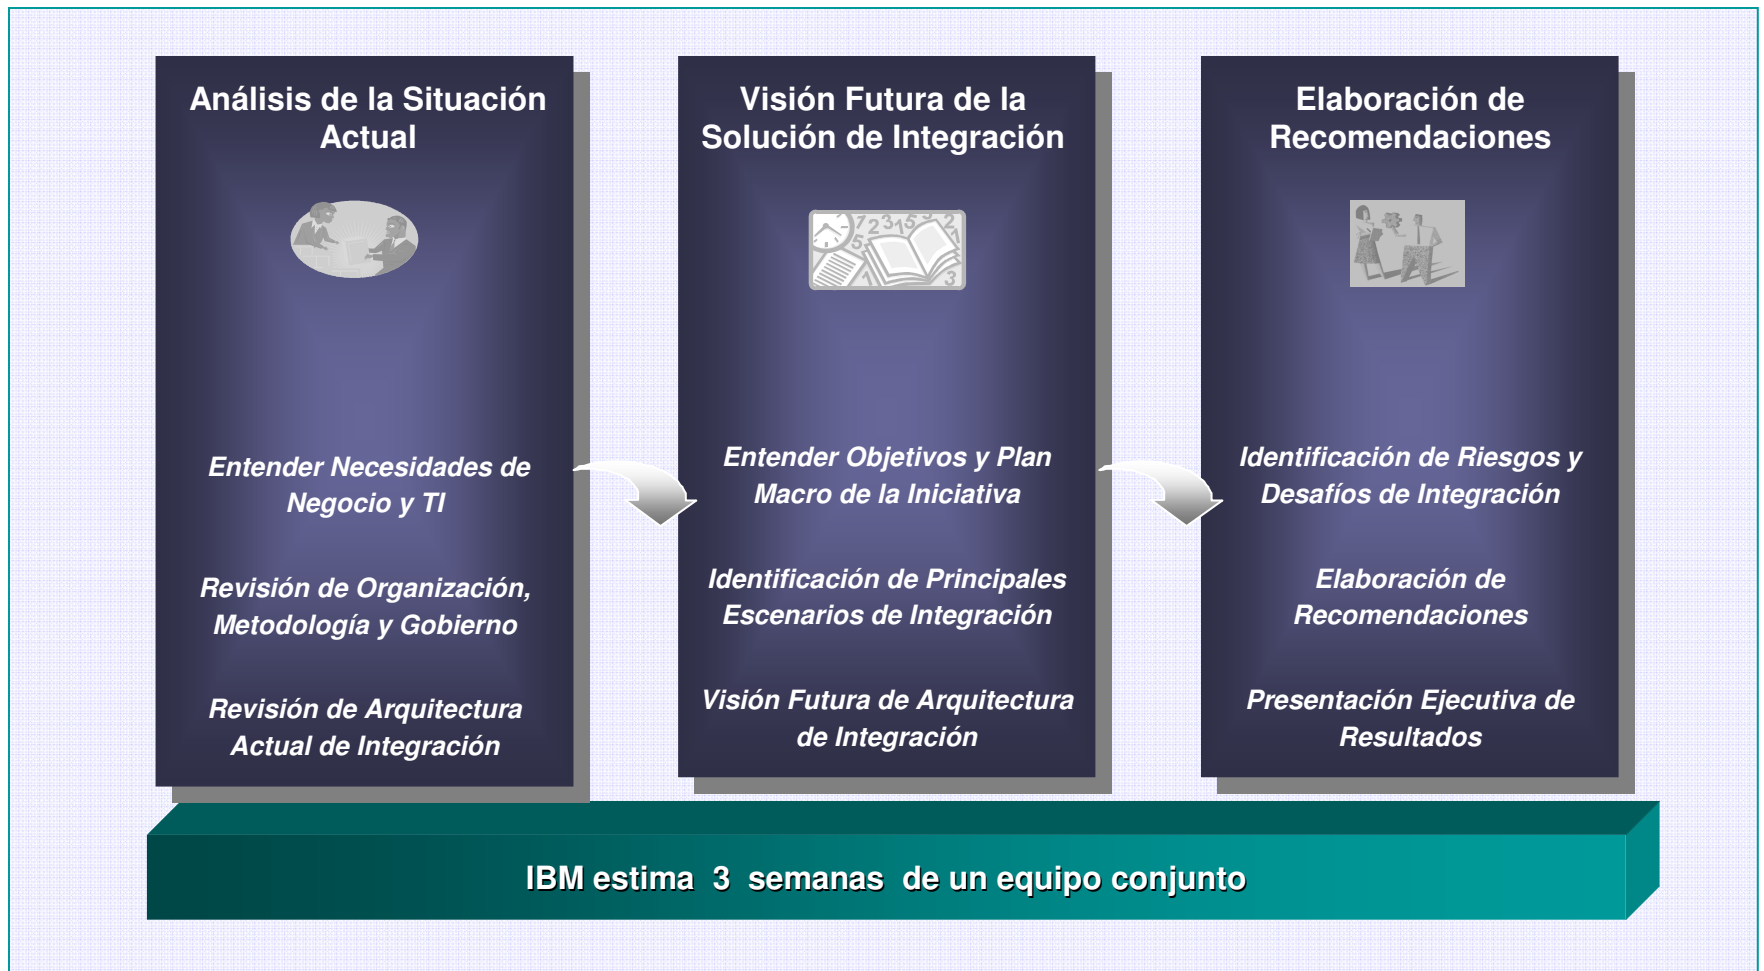 Análisis de la Situación
Actual
Entender Necesidades de
Negocio y TI
Revisión de Organización,
Metodología y Gobierno
Revisión de Arquitectura
Actual de Integración
Visión Futura de la
Solución de Integración
Entender Objetivos y Plan
Macro de la Iniciativa
Identificación de Principales
Escenarios de Integración
Visión Futura de Arquitectura
de Integración
Elaboración de
Recomendaciones
Identificación de Riesgos y
Desafíos de Integración
Elaboración de
Recomendaciones
Presentación Ejecutiva de
Resultados
IBM estima 3 semanas de un equipo conjunto